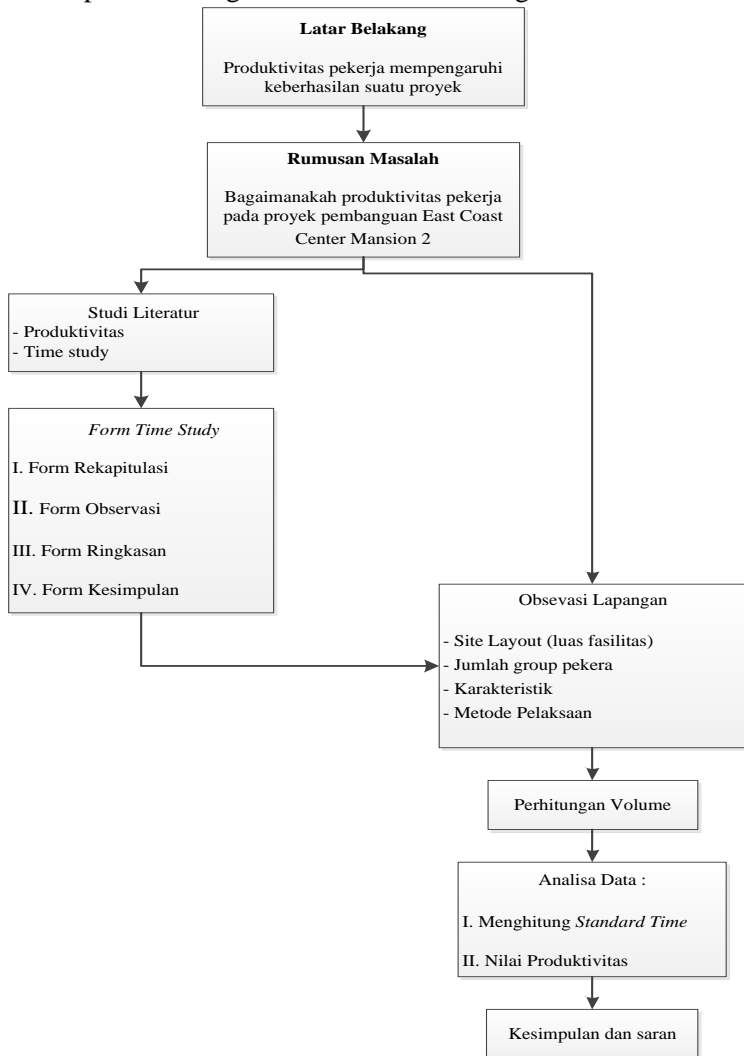 Latar Belakang
Produktivitas pekerja mempengaruhi
keberhasilan suatu proyek
Rumusan Masalah
Bagaimanakah produktivitas pekerja
pada proyek pembanguan East Coast
Center Mansion 2
Studi Literatur
- Produktivitas
- Time study
Form Time Study
I. Form Rekapitulasi
II. Form Observasi
III. Form Ringkasan
IV. Form Kesimpulan
Obsevasi Lapangan
- Site Layout (luas fasilitas)
- Jumlah group pekera
- Karakteristik
- Metode Pelaksaan
Perhitungan Volume
Analisa Data :
I. Menghitung Standard Time
II. Nilai Produktivitas
Kesimpulan dan saran